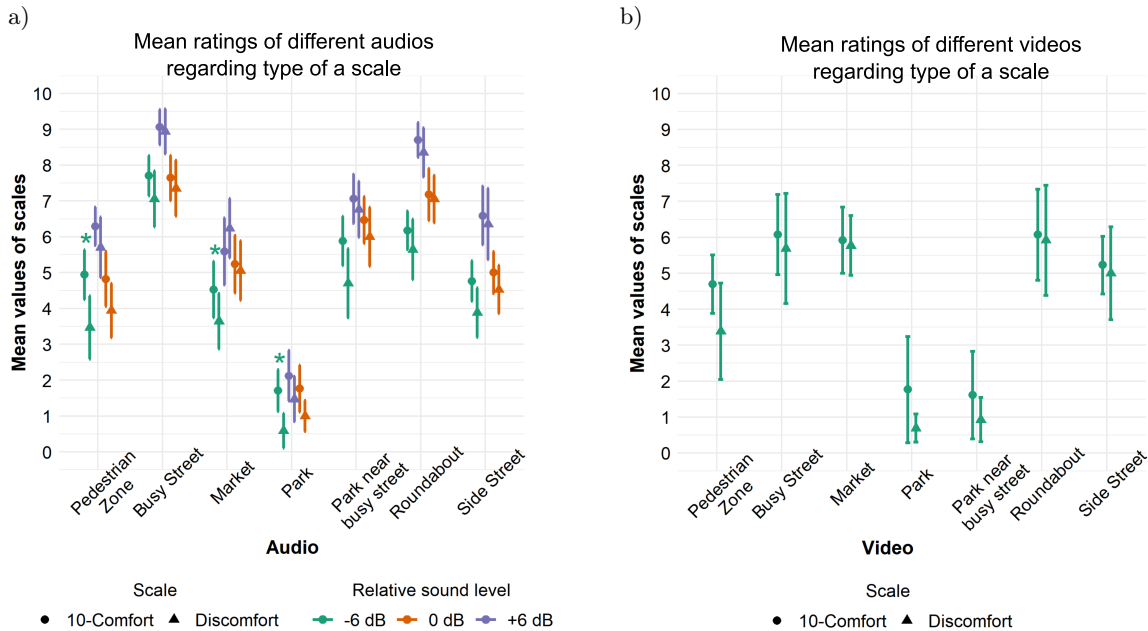 a)
Mean ratings of different audios
regarding type of a scale
Mean values of scales
10
9
8
7
6
5
4
3
2
1
0
*
*
*
Pedestrian
Zone
Busy Street
Market
Park
Park near
busy street
Roundabout
Side Street
Audio
Scale
10-Comfort
Discomfort
Relative sound level
-6 dB
0 dB
+6 dB
b)
Mean ratings of different videos
regarding type of a scale
Mean values of scales
10
9
8
7
6
5
4
3
2
1
0
Pedestrian
Zone
Busy Street
Market
Park
Park near
busy street
Roundabout
Side Street
Video
Scale
10-Comfort
Discomfort